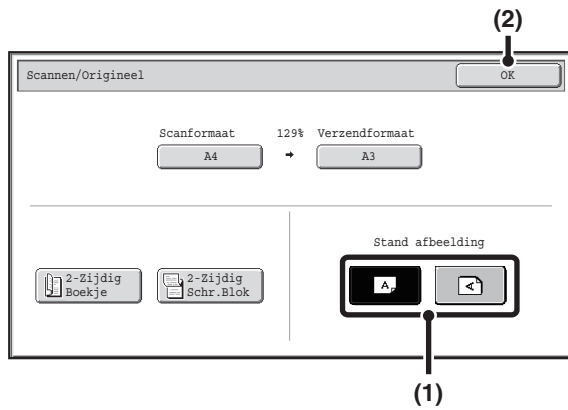 (2)
Scannen/Origineel OK
Scanformaat 129% Verzendformaat
A4 A3
Stand afbeelding
2-Zijdig
Boekje
2-Zijdig
Schr.Blok
A A
(1)